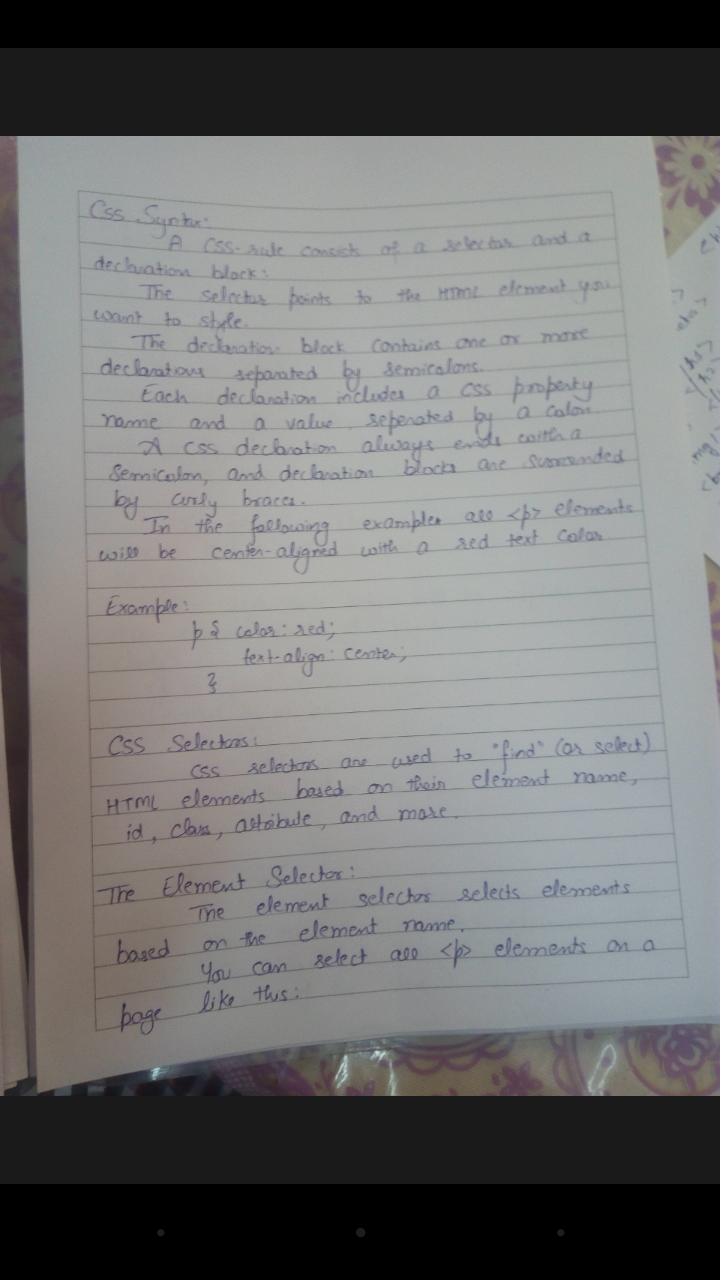 CSS Syntax:
A CSS-rule consists of a selector and a
declaration block:
The selector points to the HTML element you
want to style.
The declaration block contains one or more
declarations separated by semicolons.
Each declaration includes a CSS property
name and a value, seperated by a colon
A CSS declaration always ends with a
semicolon, and declaration blocks are surrounded
by curly braces.
In the following examples all <p> elements
will be center-aligned with a red text color
Example:
p { color: red;
text-align: center;
}
CSS Selectors:
CSS selectors are used to "find" (or select)
HTML elements based on their element name,
id, class, attribute, and more.
The Element Selector:
The element selector selects elements
based on the element name.
You can select all <p> elements on a
page like this: